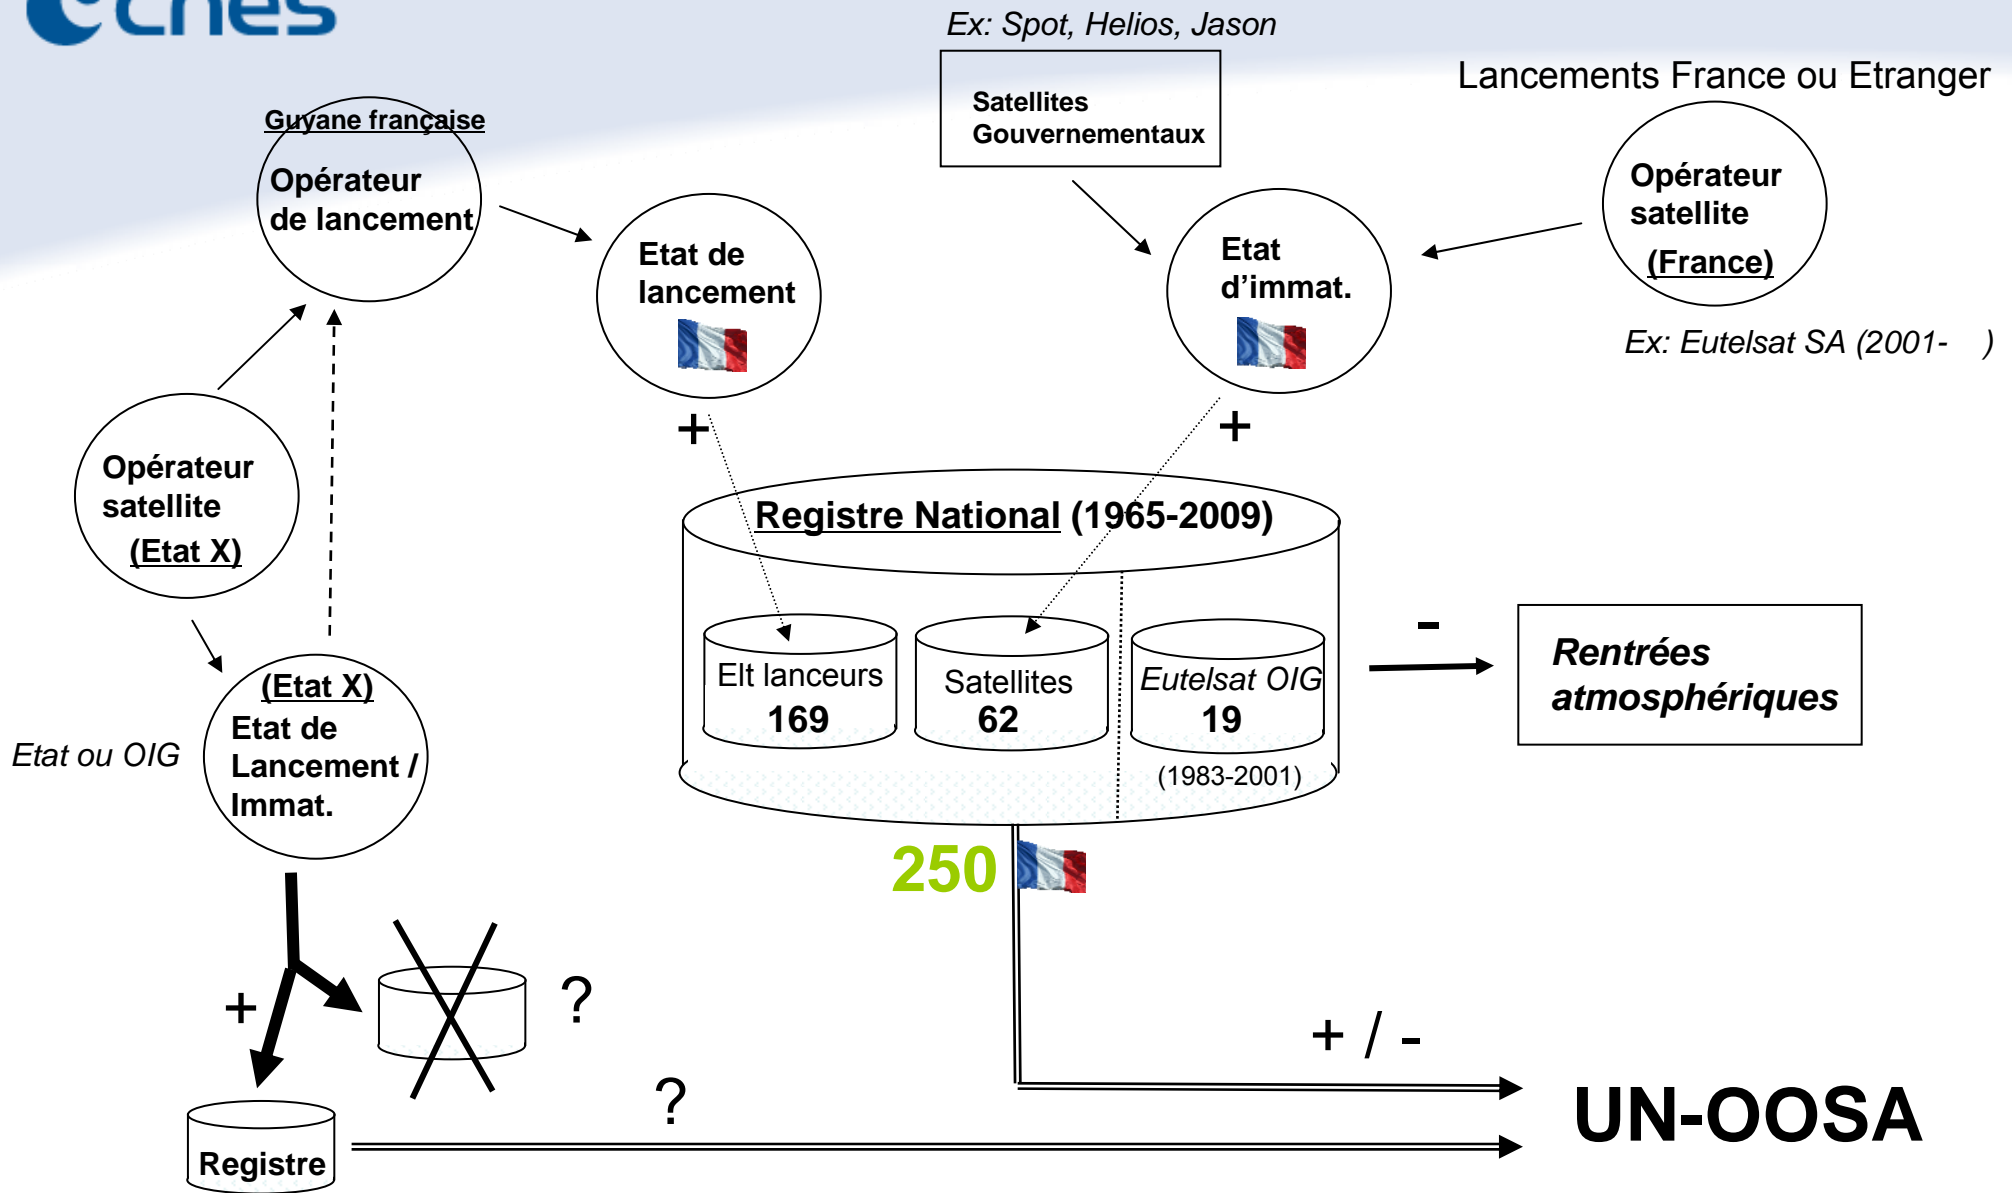 cnes
Ex: Spot, Helios, Jason
Satellites
Gouvernementaux
Lancements France ou Etranger
Guyane française
Opérateur
de lancement
Etat de
lancement
Etat
d’immat.
Opérateur
satellite
(France)
Ex: Eutelsat SA (2001-   )
+
+
Opérateur
satellite
(Etat X)
Registre National (1965-2009)
Elt lanceurs
169
Satellites
62
Eutelsat OIG
19
(1983-2001)
-
Rentrées
atmosphériques
Etat ou OIG
(Etat X)
Etat de
Lancement /
Immat.
250
+
?
?
+ / -
UN-OOSA
Registre